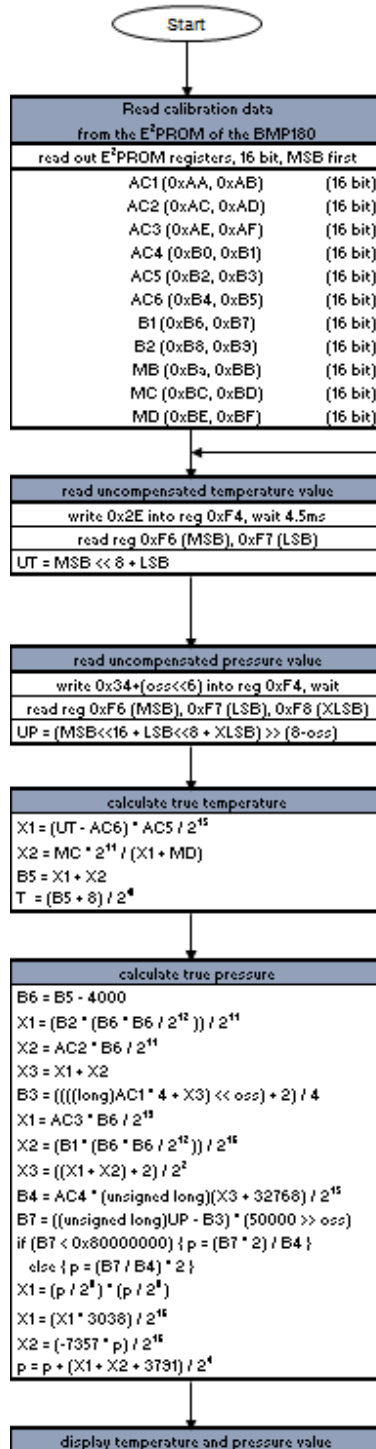 Start
Read calibration data
from the E²PROM of the BMP180
read out E²PROM registers, 16 bit, MSB first
AC1 (0xAA, 0xAB) (16 bit)
AC2 (0xAC, 0xAD) (16 bit)
AC3 (0xAE, 0xAF) (16 bit)
AC4 (0xB0, 0xB1) (16 bit)
AC5 (0xB2, 0xB3) (16 bit)
AC6 (0xB4, 0xB5) (16 bit)
B1 (0xB6, 0xB7) (16 bit)
B2 (0xB8, 0xB9) (16 bit)
MB (0xBa, 0xBB) (16 bit)
MC (0xBC, 0xBD) (16 bit)
MD (0xBE, 0xBF) (16 bit)
read uncompensated temperature value
write 0x2E into reg 0xF4, wait 4.5ms
read reg 0xF6 (MSB), 0xF7 (LSB)
UT = MSB << 8 + LSB
read uncompensated pressure value
write 0x34+(oss<<6) into reg 0xF4, wait
read reg 0xF6 (MSB), 0xF7 (LSB), 0xF8 (XLSB)
UP = (MSB<<16 + LSB<<8 + XLSB) >> (8-oss)
calculate true temperature
X1 = (UT - AC6) * AC5 / 2¹⁵
X2 = MC * 2¹¹ / (X1 + MD)
B5 = X1 + X2
T = (B5 + 8) / 2⁴
calculate true pressure
B6 = B5 - 4000
X1 = (B2 * (B6 * B6 / 2¹² )) / 2¹¹
X2 = AC2 * B6 / 2¹¹
X3 = X1 + X2
B3 = ((((long)AC1 * 4 + X3) << oss) + 2) / 4
X1 = AC3 * B6 / 2¹³
X2 = (B1 * (B6 * B6 / 2¹²)) / 2¹⁶
X3 = ((X1 + X2) + 2) / 2²
B4 = AC4 * (unsigned long)(X3 + 32768) / 2¹⁵
B7 = ((unsigned long)UP - B3) * (50000 >> oss)
if (B7 < 0x80000000) { p = (B7 * 2) / B4 }
else { p = (B7 / B4) * 2 }
X1 = (p / 2⁸) * (p / 2⁸)
X1 = (X1 * 3038) / 2¹⁶
X2 = (-7357 * p) / 2¹⁶
p = p + (X1 + X2 + 3791) / 2⁴
display temperature and pressure value